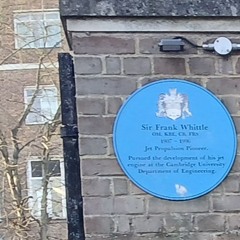 Sir Frank Whittle
OM, KBE, CB, FRS
1907 - 1996
Jet Propulsion Pioneer.
Pursued the development of his jet
engine at the Cambridge University
Department of Engineering.